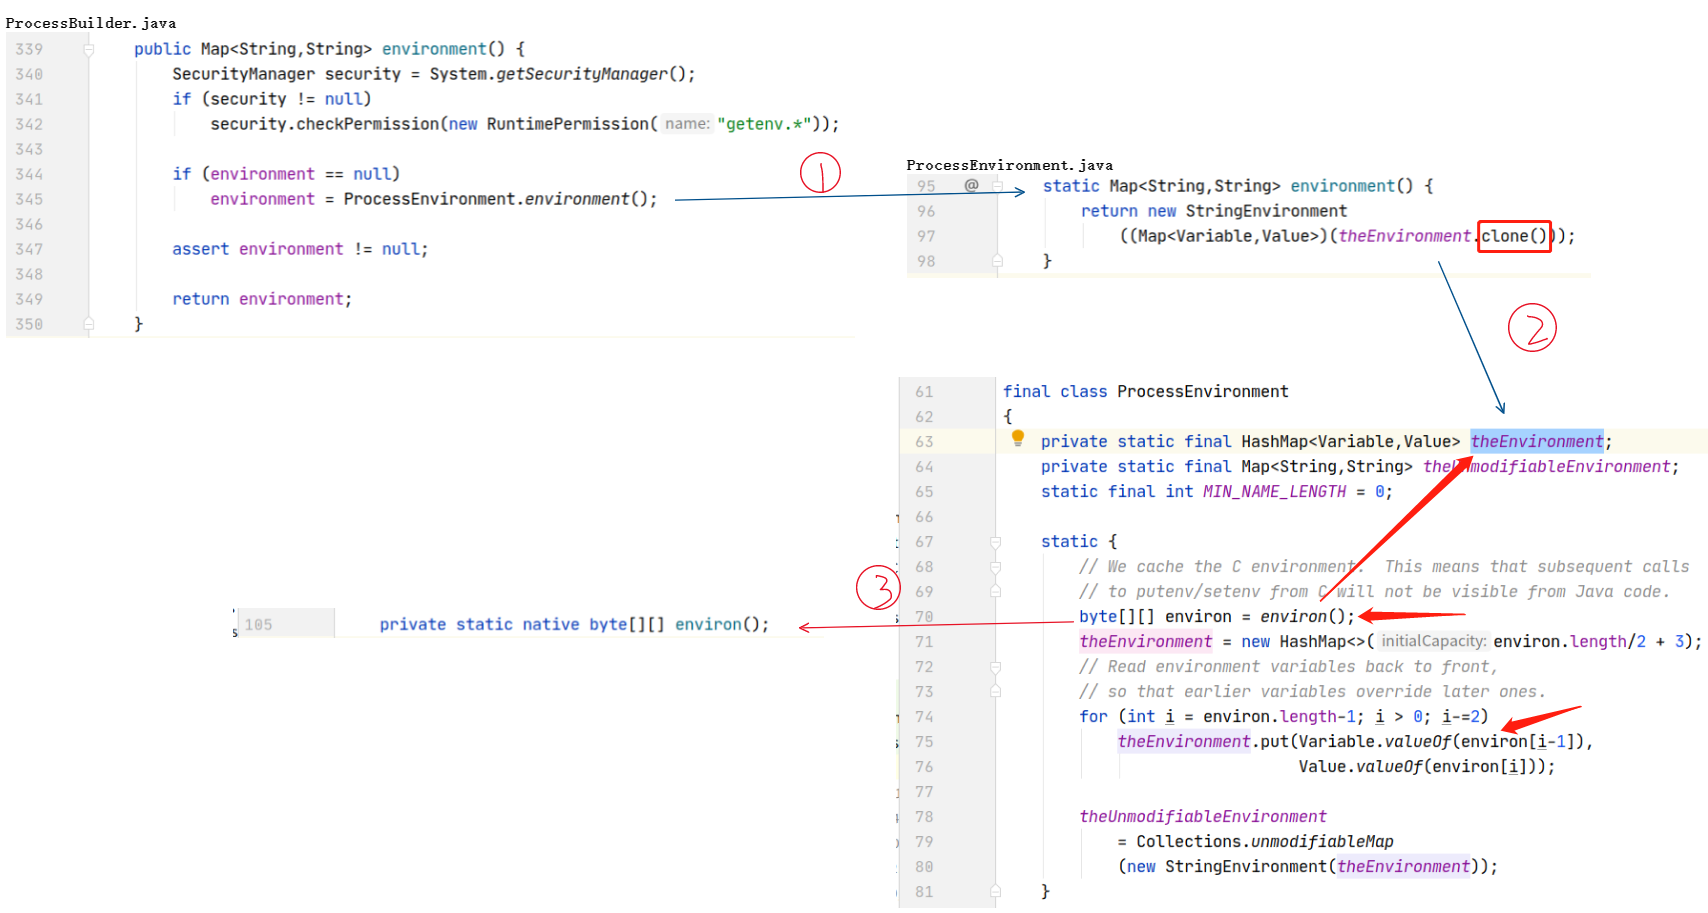 ProcessBuilder.java
339 public Map<String,String> environment() {
340 SecurityManager security = System.getSecurityManager();
341 if (security != null)
342 security.checkPermission(new RuntimePermission( name: "getenv.*"));
343
344 if (environment == null)
345 environment = ProcessEnvironment.environment();
346
347 assert environment != null;
348
349 return environment;
350 }
1
ProcessEnvironment.java
95 @ static Map<String,String> environment() {
96 return new StringEnvironment
97 ((Map<Variable,Value>)(theEnvironment.clone()));
98 }
2
61 final class ProcessEnvironment
62 {
63 private static final HashMap<Variable,Value> theEnvironment;
64 private static final Map<String,String> theUnmodifiableEnvironment;
65 static final int MIN_NAME_LENGTH = 0;
66
67 static {
68 // We cache the C environment. This means that subsequent calls
69 // to putenv/setenv from C will not be visible from Java code.
70 byte[][] environ = environ();
71 theEnvironment = new HashMap<>( initialCapacity: environ.length/2 + 3);
72 // Read environment variables back to front,
73 // so that earlier variables override later ones.
74 for (int i = environ.length-1; i > 0; i-=2)
75 theEnvironment.put(Variable.valueOf(environ[i-1]),
76 Value.valueOf(environ[i]));
77
78 theUnmodifiableEnvironment
79 = Collections.unmodifiableMap
80 (new StringEnvironment(theEnvironment));
81 }
3
105 private static native byte[][] environ();